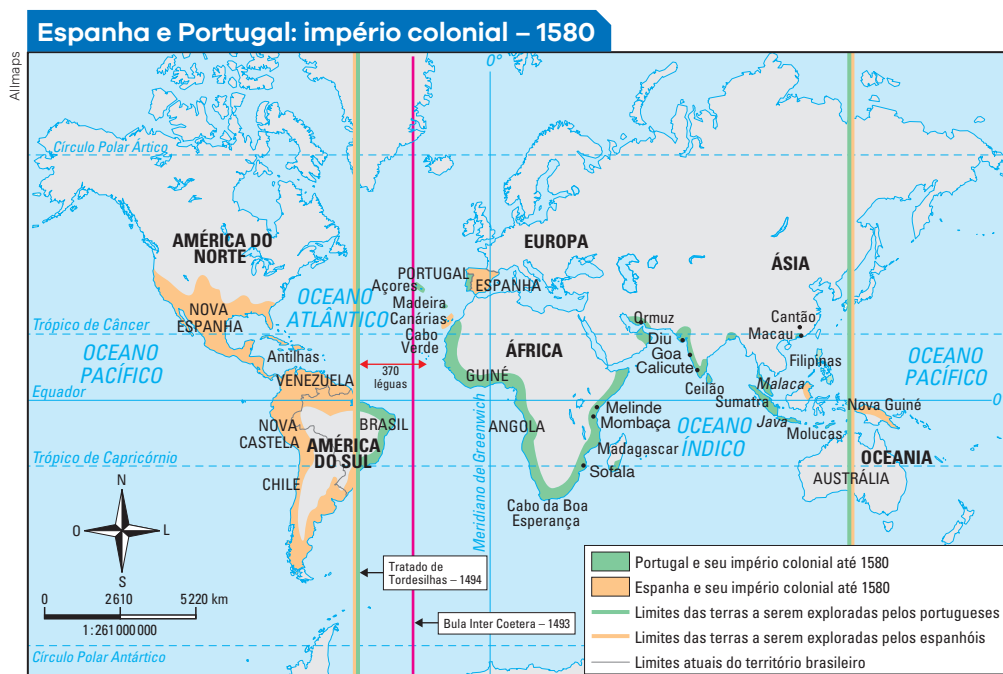 Espanha e Portugal: império colonial – 1580
Allmaps
0°
Círculo Polar Ártico
AMÉRICA DO
NORTE
EUROPA
ÁSIA
PORTUGAL
ESPANHA
Açores
OCEANO
ATLÂNTICO
Madeira
Canárias
Cabo
Verde
NOVA
ESPANHA
Trópico de Câncer
OCEANO
PACÍFICO
Antilhas
370
léguas
ÁFRICA
GUINÉ
Ormuz
Diu
Goa
Calicute
Cantão
Macau
Filipinas
OCEANO
PACÍFICO
Ceilão
Malaca
Sumatra
Nova Guiné
Equador
VENEZUELA
BRASIL
NOVA
CASTELA
AMÉRICA
DO SUL
ANGOLA
Melinde
Mombaça
OCEANO
ÍNDICO
Java
Molucas
Madagascar
Trópico de Capricórnio
Sofala
OCEANIA
AUSTRÁLIA
CHILE
Meridiano de Greenwich
Cabo da Boa
Esperança
N
O
L
S
0 2610 5220 km
1:261 000 000
Tratado de
Tordesilhas – 1494
Bula Inter Coetera – 1493
Círculo Polar Antártico
Portugal e seu império colonial até 1580
Espanha e seu império colonial até 1580
Limites das terras a serem exploradas pelos portugueses
Limites das terras a serem exploradas pelos espanhóis
Limites atuais do território brasileiro